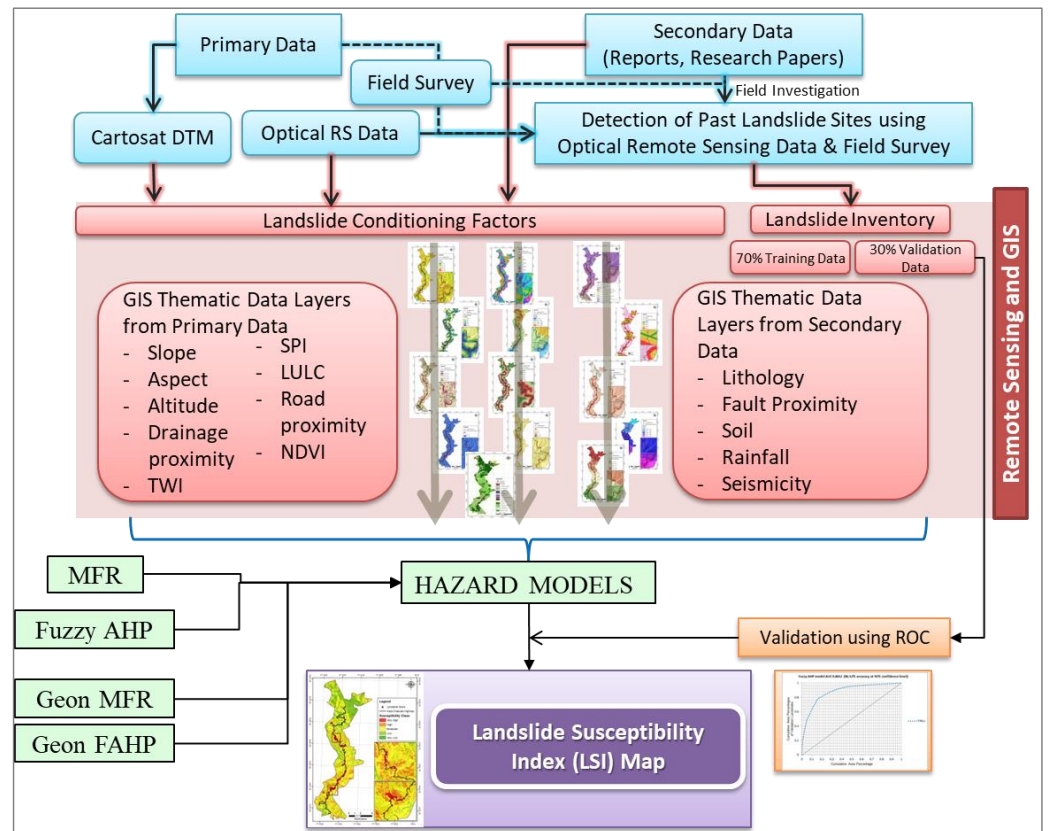 Primary Data
Secondary Data
(Reports, Research Papers)
Field Survey
Field Investigation
Cartosat DTM
Optical RS Data
Detection of Past Landslide Sites using
Optical Remote Sensing Data & Field Survey
Landslide Conditioning Factors
Landslide Inventory
70% Training Data
30% Validation
Data
Remote Sensing and GIS
GIS Thematic Data Layers
from Primary Data
- Slope
- Aspect
- Altitude
- Drainage
proximity
- TWI
- SPI
- LULC
- Road
proximity
- NDVI
GIS Thematic Data
Layers from Secondary
Data
- Lithology
- Fault Proximity
- Soil
- Rainfall
- Seismicity
MFR
Fuzzy AHP
Geon MFR
Geon FAHP
HAZARD MODELS
Validation using ROC
Landslide Susceptibility
Index (LSI) Map